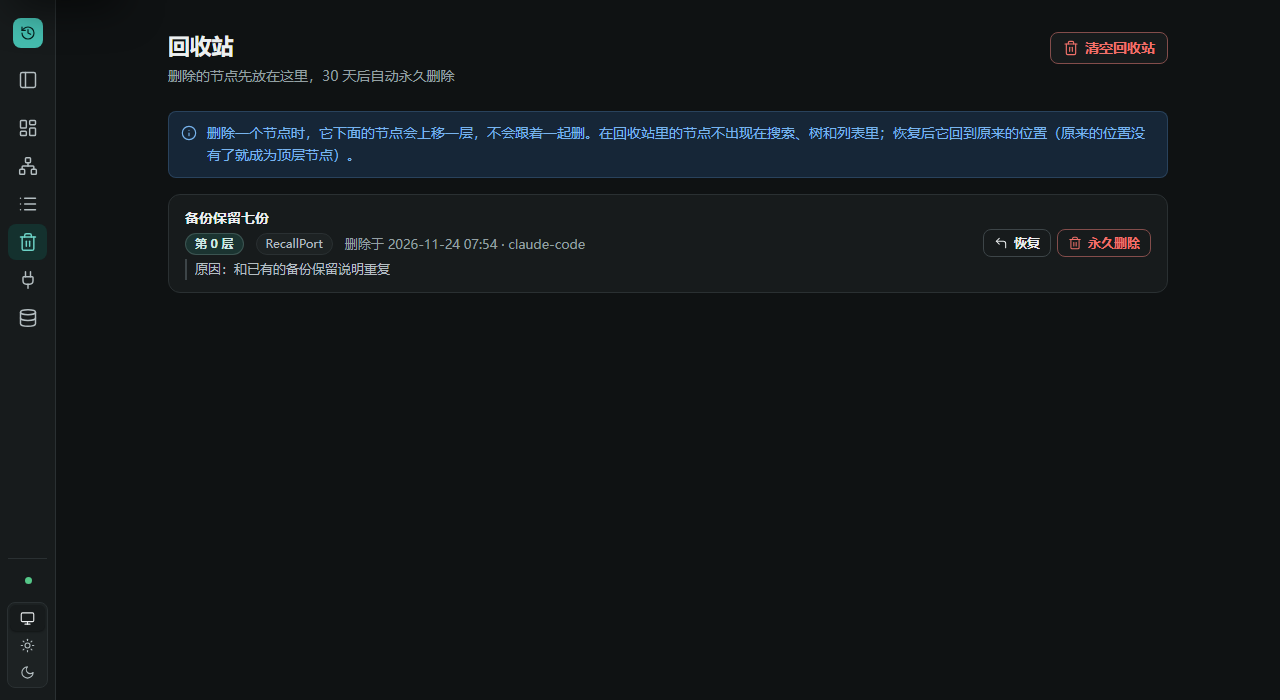 回收站
清空回收站
删除的节点先放在这里，30 天后自动永久删除
删除一个节点时，它下面的节点会上移一层，不会跟着一起删。在回收站里的节点不出现在搜索、树和列表里；恢复后它回到原来的位置（原来的位置没
有了就成为顶层节点）。
备份保留七份
第 0 层 RecallPort 删除于 2026-11-24 07:54 · claude-code
恢复 永久删除
原因：和已有的备份保留说明重复